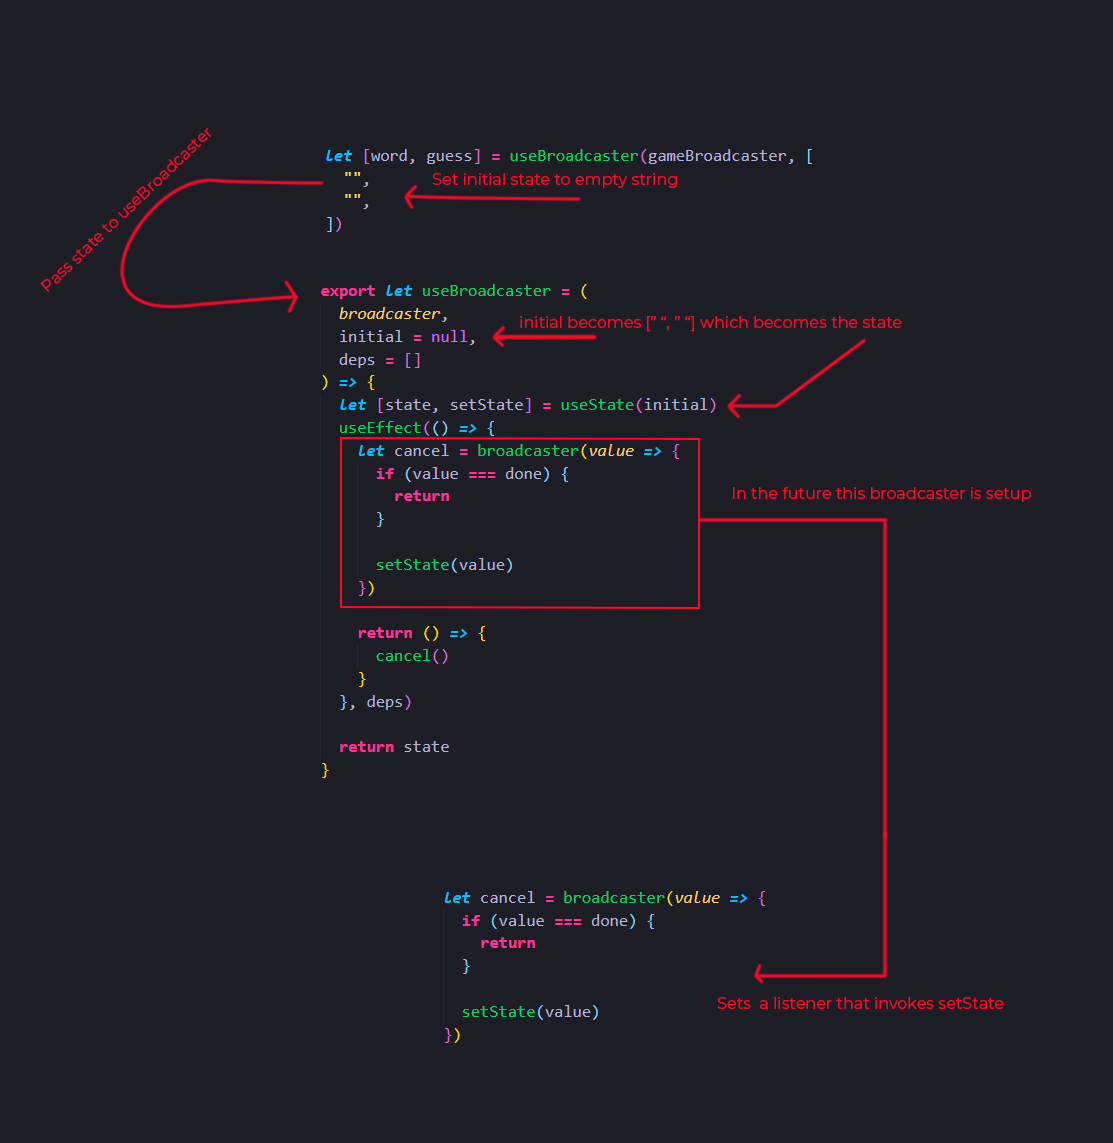 let [word, guess] = useBroadcaster(gameBroadcaster, [
  "",
Set initial state to empty string
  "",
])
Pass state to useBroadcaster
export let useBroadcaster = (
  broadcaster,
  initial = null,
initial becomes [” “, ” “] which becomes the state
  deps = []
) => {
  let [state, setState] = useState(initial)
  useEffect(() => {
    let cancel = broadcaster(value => {
      if (value === done) {
        return
      }
      setState(value)
    })
In the future this broadcaster is setup
    return () => {
      cancel()
    }
  }, deps)
  return state
}
let cancel = broadcaster(value => {
  if (value === done) {
    return
  }
  setState(value)
})
Sets  a listener that invokes setState